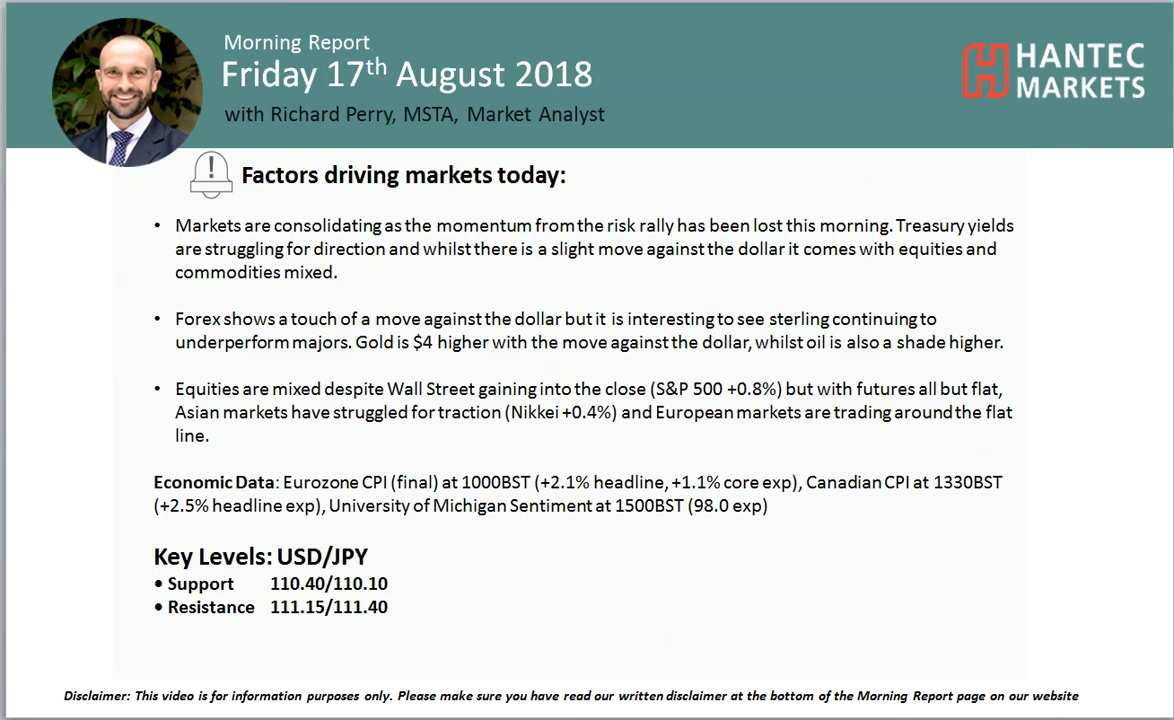 Morning Report
Friday 17th August 2018
with Richard Perry, MSTA, Market Analyst
HANTEC
MARKETS
Factors driving markets today:
• Markets are consolidating as the momentum from the risk rally has been lost this morning. Treasury yields
are struggling for direction and whilst there is a slight move against the dollar it comes with equities and
commodities mixed.
• Forex shows a touch of a move against the dollar but it is interesting to see sterling continuing to
underperform majors. Gold is $4 higher with the move against the dollar, whilst oil is also a shade higher.
• Equities are mixed despite Wall Street gaining into the close (S&P 500 +0.8%) but with futures all but flat,
Asian markets have struggled for traction (Nikkei +0.4%) and European markets are trading around the flat
line.
Economic Data: Eurozone CPI (final) at 1000BST (+2.1% headline, +1.1% core exp), Canadian CPI at 1330BST
(+2.5% headline exp), University of Michigan Sentiment at 1500BST (98.0 exp)
Key Levels: USD/JPY
• Support 110.40/110.10
• Resistance 111.15/111.40
Disclaimer: This video is for information purposes only. Please make sure you have read our written disclaimer at the bottom of the Morning Report page on our website